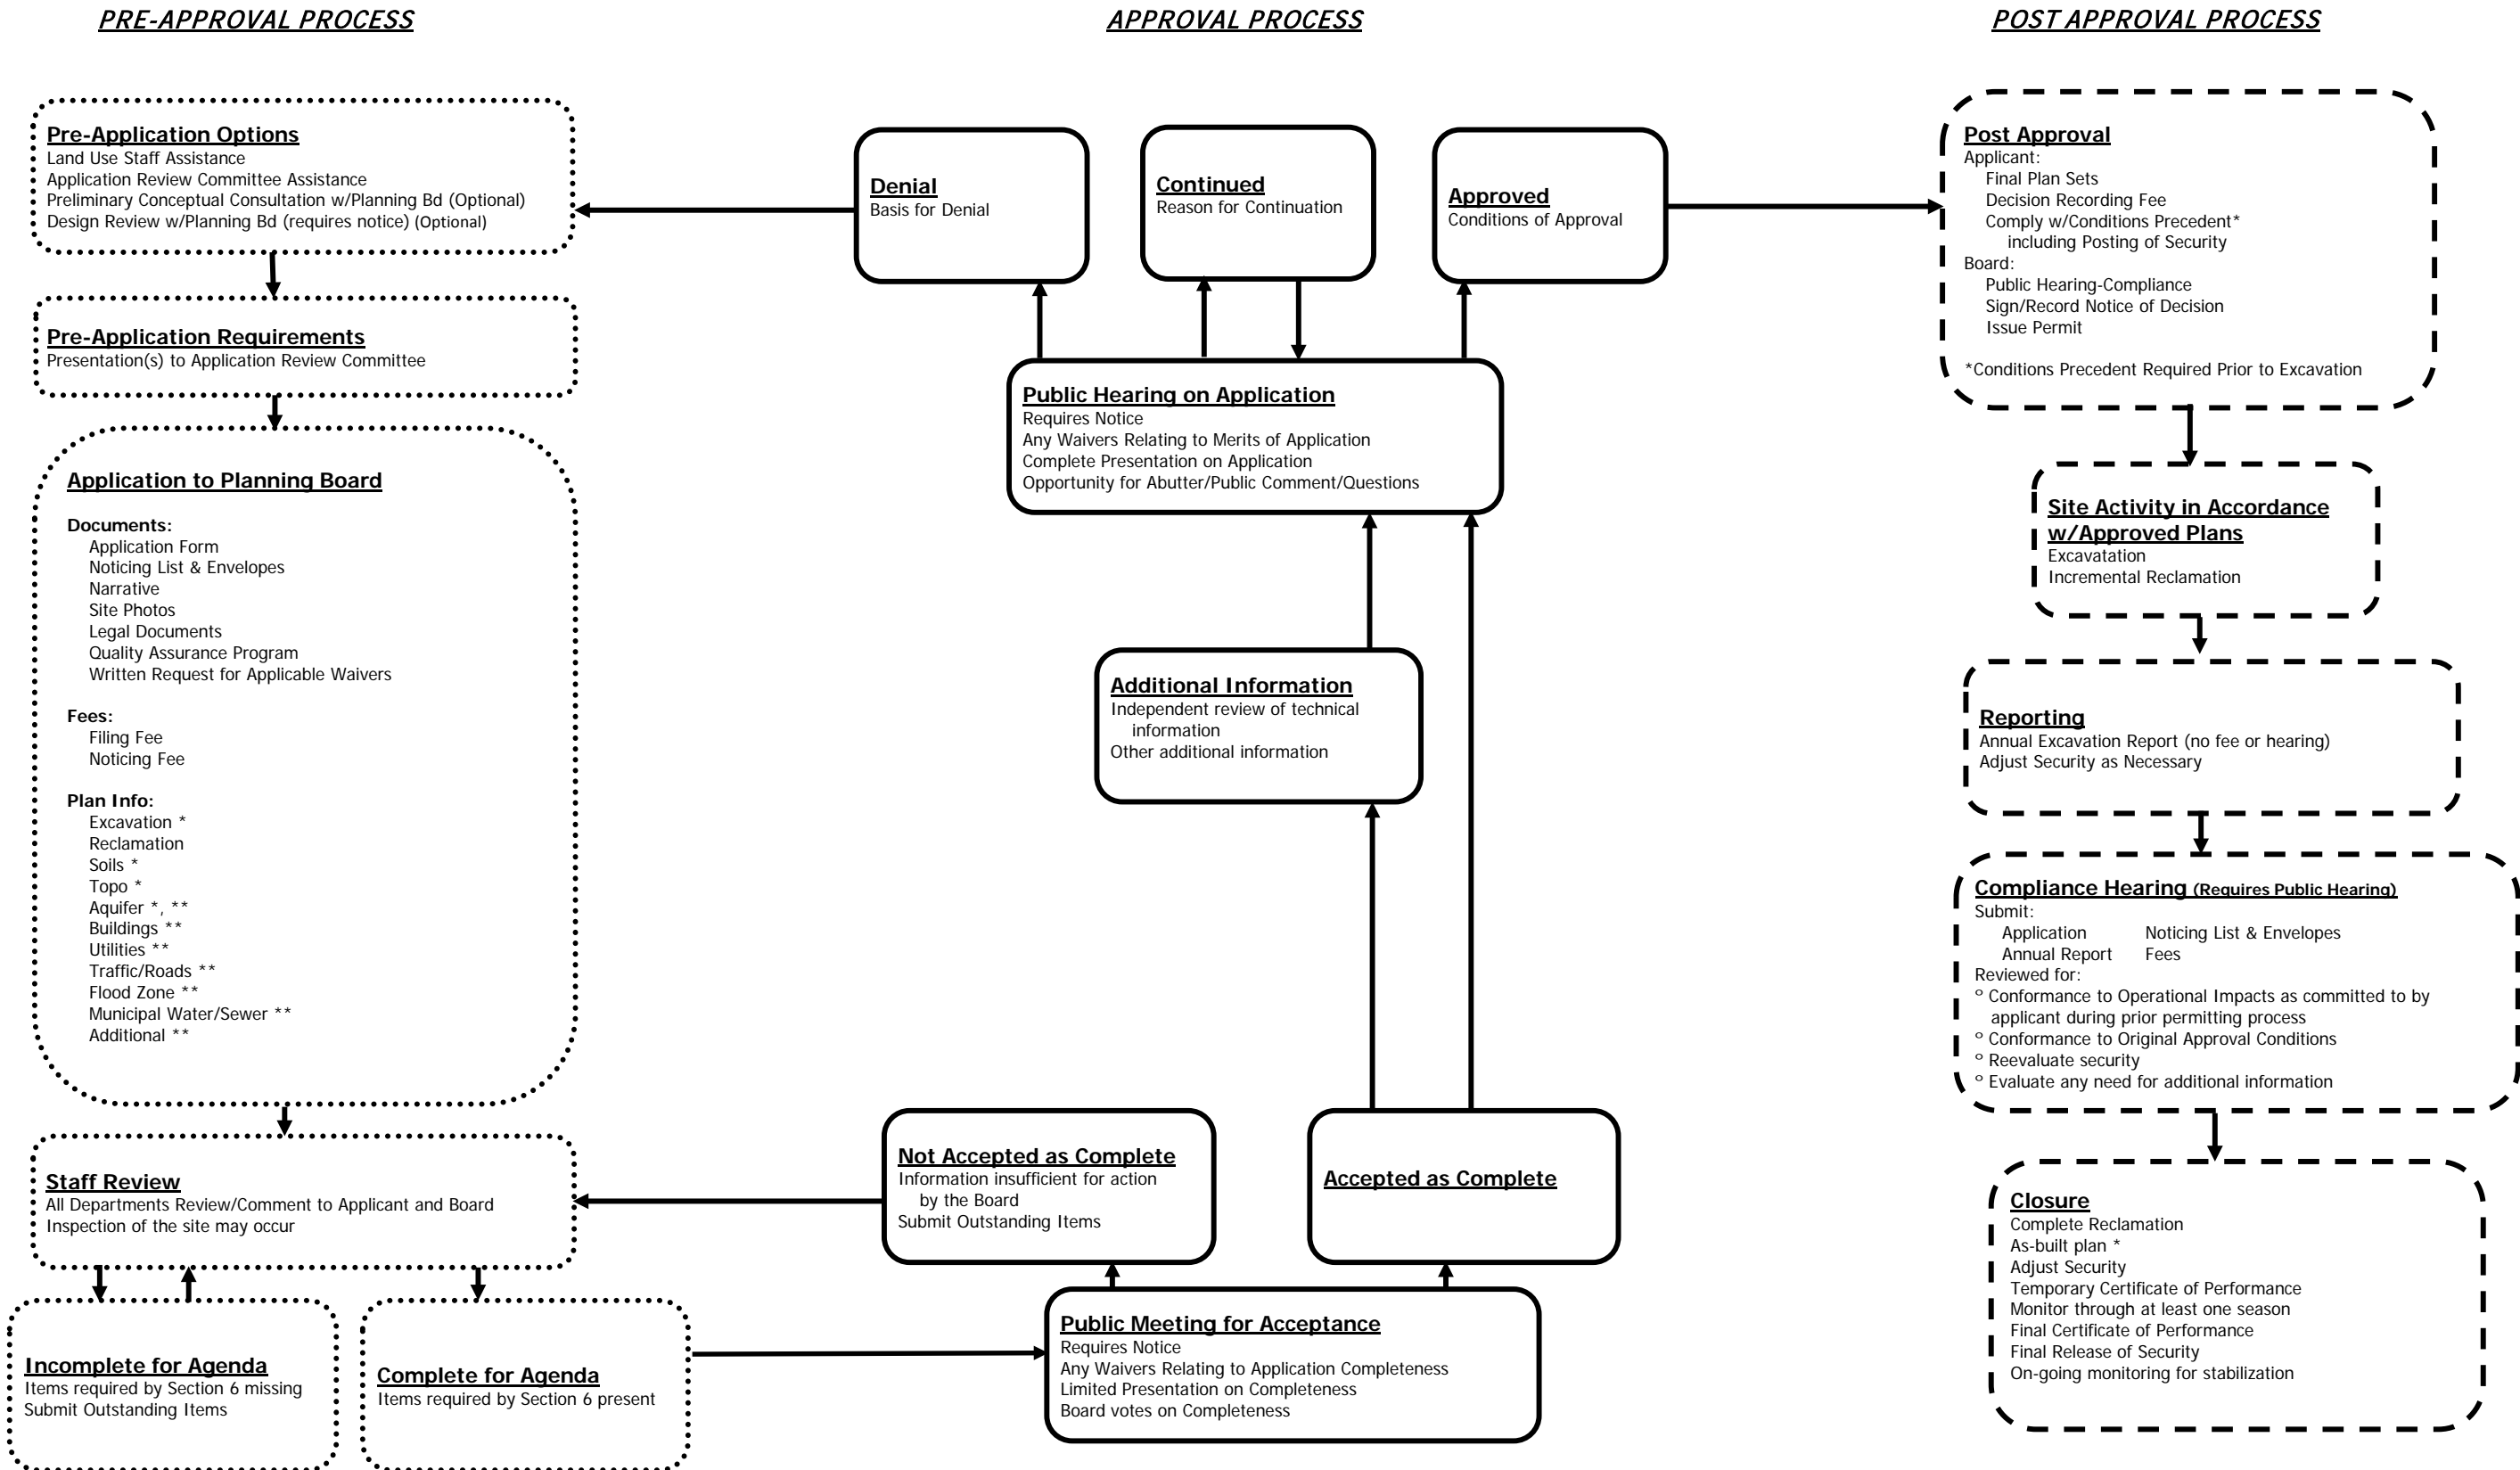 PRE-APPROVAL PROCESS
Pre-Application Options
Land Use Staff Assistance
Application Review Committee Assistance
Preliminary Conceptual Consultation w/Planning Bd (Optional)
Design Review w/Planning Bd (requires notice) (Optional)
Pre-Application Requirements
Presentation(s) to Application Review Committee
Application to Planning Board
Documents:
Application Form
Noticing List & Envelopes
Narrative
Site Photos
Legal Documents
Quality Assurance Program
Written Request for Applicable Waivers
Fees:
Filing Fee
Noticing Fee
Plan Info:
Excavation *
Reclamation
Soils *
Topo *
Aquifer *, **
Buildings **
Utilities **
Traffic/Roads **
Flood Zone **
Municipal Water/Sewer **
Additional **
Staff Review
All Departments Review/Comment to Applicant and Board
Inspection of the site may occur
Incomplete for Agenda
Items required by Section 6 missing
Submit Outstanding Items
Complete for Agenda
Items required by Section 6 present
APPROVAL PROCESS
Denial
Basis for Denial
Continued
Reason for Continuation
Approved
Conditions of Approval
Public Hearing on Application
Requires Notice
Any Waivers Relating to Merits of Application
Complete Presentation on Application
Opportunity for Abutter/Public Comment/Questions
Additional Information
Independent review of technical
information
Other additional information
Not Accepted as Complete
Information insufficient for action
by the Board
Submit Outstanding Items
Accepted as Complete
Public Meeting for Acceptance
Requires Notice
Any Waivers Relating to Application Completeness
Limited Presentation on Completeness
Board votes on Completeness
POST APPROVAL PROCESS
Post Approval
Applicant:
Final Plan Sets
Decision Recording Fee
Comply w/Conditions Precedent*
including Posting of Security
Board:
Public Hearing-Compliance
Sign/Record Notice of Decision
Issue Permit
*Conditions Precedent Required Prior to Excavation
Site Activity in Accordance
w/Approved Plans
Excavatation
Incremental Reclamation
Reporting
Annual Excavation Report (no fee or hearing)
Adjust Security as Necessary
Compliance Hearing (Requires Public Hearing)
Submit:
Application Noticing List & Envelopes
Annual Report Fees
Reviewed for:
º Conformance to Operational Impacts as committed to by
applicant during prior permitting process
º Conformance to Original Approval Conditions
º Reevaluate security
º Evaluate any need for additional information
Closure
Complete Reclamation
As-built plan *
Adjust Security
Temporary Certificate of Performance
Monitor through at least one season
Final Certificate of Performance
Final Release of Security
On-going monitoring for stabilization